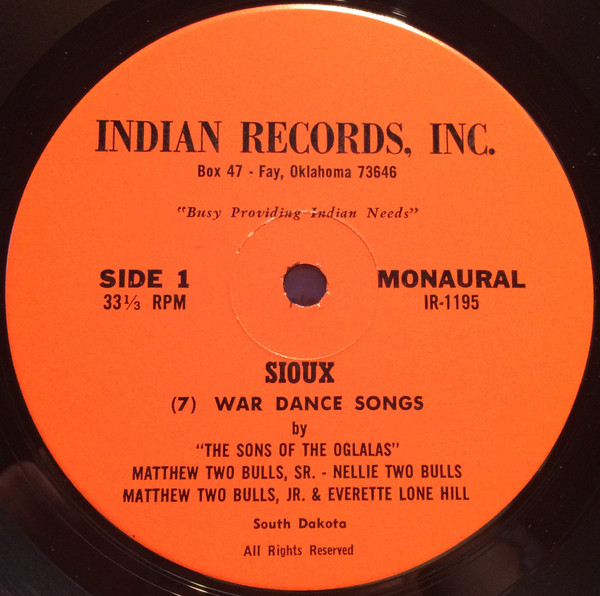 INDIAN RECORDS, INC.
Box 47 - Fay, Oklahoma 73646
"Busy Providing Indian Needs"
SIDE 1
33⅓ RPM
MONAURAL
IR-1195
SIOUX
(7) WAR DANCE SONGS
by
"THE SONS OF THE OGLALAS"
MATTHEW TWO BULLS, SR. - NELLIE TWO BULLS
MATTHEW TWO BULLS, JR. & EVERETTE LONE HILL
South Dakota
All Rights Reserved